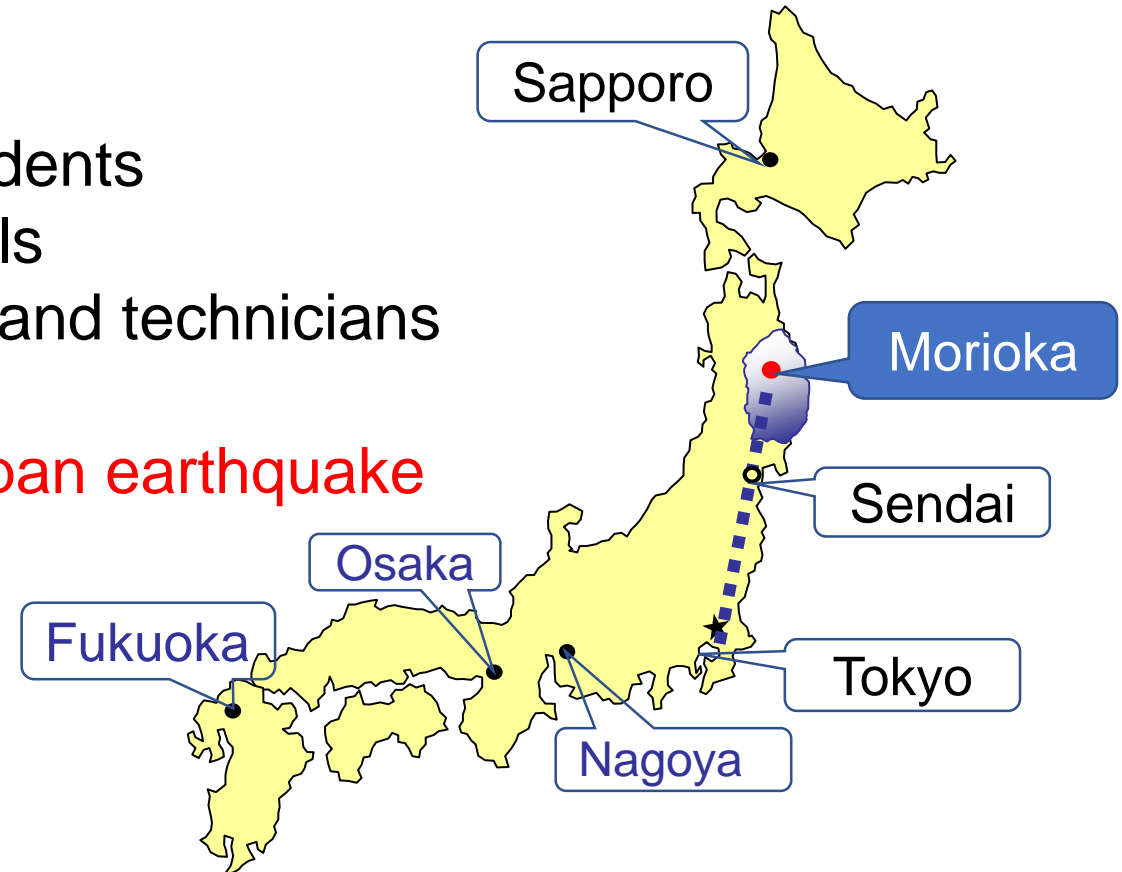 Sapporo
dents
ls
and technicians
Morioka
pan earthquake
Sendai
Osaka
Fukuoka
Tokyo
Nagoya